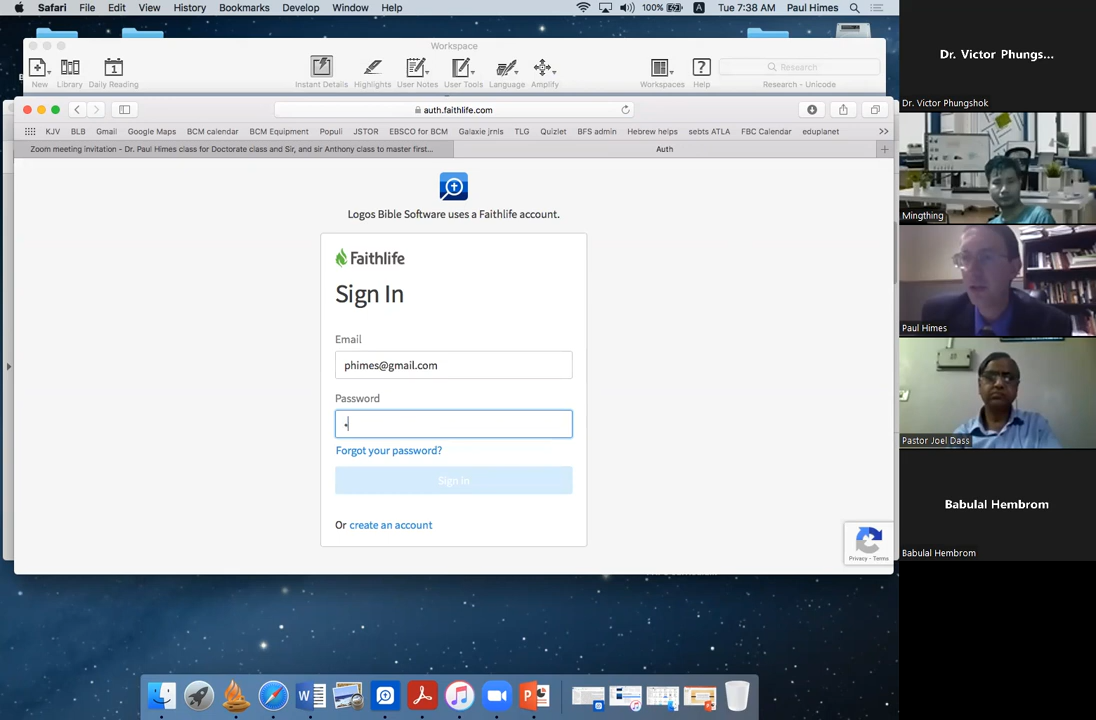 Safari File Edit View History Bookmarks Develop Window Help 100% A Tue 7:38 AM Paul Himes
Workspace
New Library Daily Reading Instant Details Highlights User Notes User Tools Language Amplify Workspaces Help Research
Research - Unicode
auth.faithlife.com
KJV BLB Gmail Google Maps BCM calendar BCM Equipment Populi JSTOR EBSCO for BCM Galaxie jrnls TLG Quizlet BFS admin Hebrew helps sebts ATLA FBC Calendar eduplanet >>
Zoom meeting invitation - Dr. Paul Himes class for Doctorate class and Sir, and sir Anthony class to master first... Auth
Logos Bible Software uses a Faithlife account.
Faithlife
Sign In
Email
phimes@gmail.com
Password
Forgot your password?
Sign In
Or create an account
Privacy - Terms
Dr. Victor Phungs...
Dr. Victor Phungshok
Mingthing
Paul Himes
Pastor Joel Dass
Babulal Hembrom
Babulal Hembrom